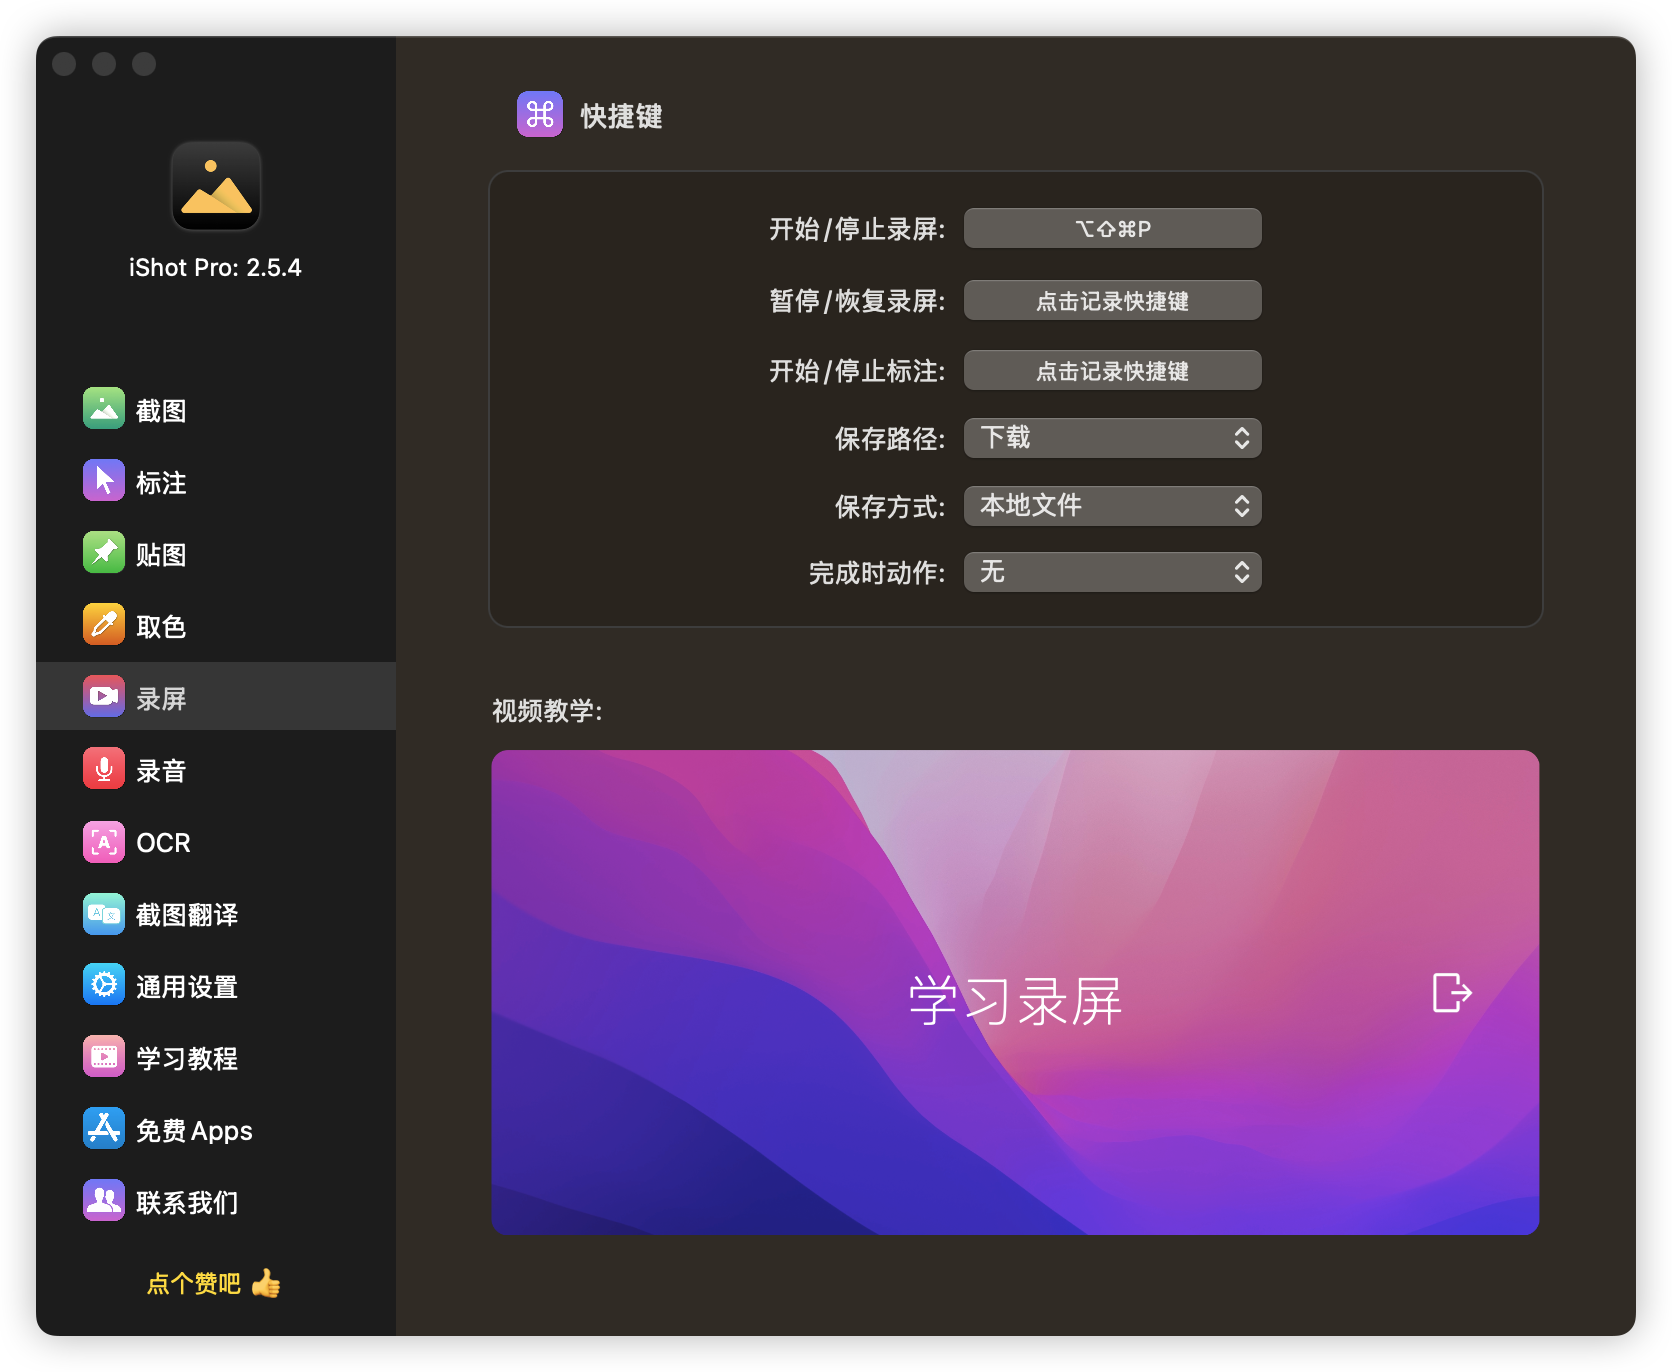 iShot Pro: 2.5.4
截图
标注
贴图
取色
录屏
录音
OCR
截图翻译
通用设置
学习教程
免费 Apps
联系我们
点个赞吧 👍
快捷键
开始/停止录屏: ⌥⇧⌘P
暂停/恢复录屏: 点击记录快捷键
开始/停止标注: 点击记录快捷键
保存路径: 下载
保存方式: 本地文件
完成时动作: 无
视频教学:
学习录屏